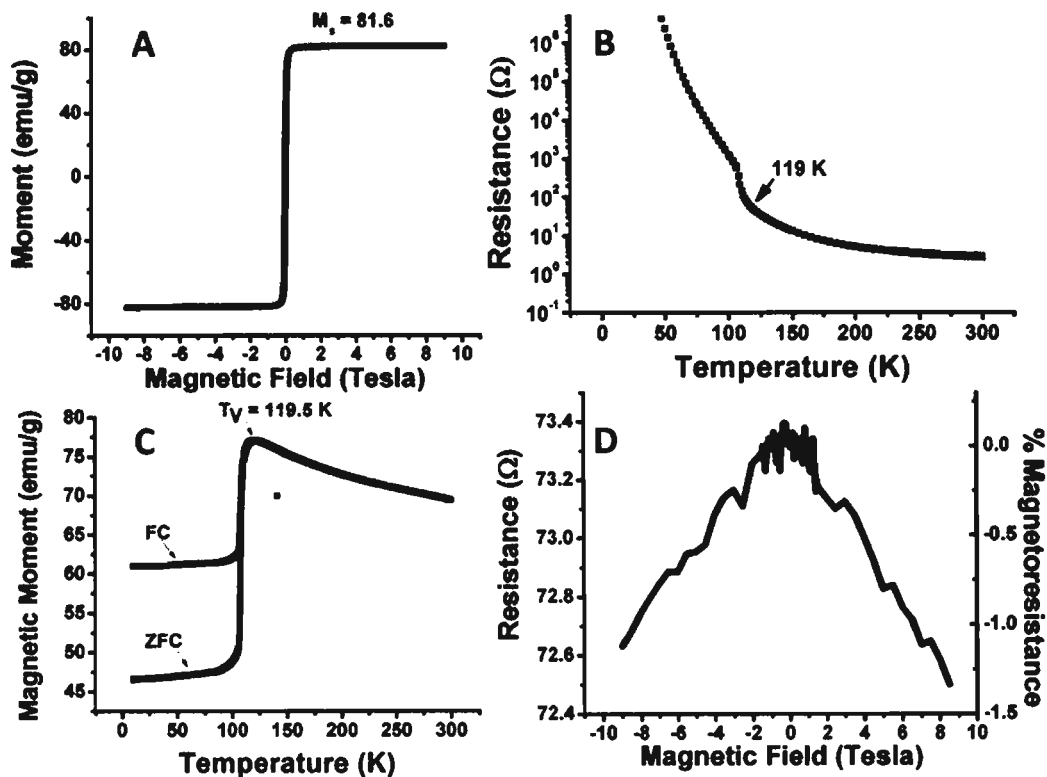 A
M_s = 81.6
Moment (emu/g)
80
40
0
-40
-80
-10 -8 -6 -4 -2 0 2 4 6 8 10
Magnetic Field (Tesla)
B
Resistance (Ω)
10⁶
10⁵
10⁴
10³
10²
10¹
10⁰
10⁻¹
119 K
0 50 100 150 200 250 300
Temperature (K)
C
T_V = 119.5 K
Magnetic Moment (emu/g)
80
75
70
65
60
55
50
45
FC
ZFC
0 50 100 150 200 250 300
Temperature (K)
D
Resistance (Ω)
73.4
73.2
73.0
72.8
72.6
72.4
0.0
-0.5
-1.0
-1.5
% Magnetoresistance
-10 -8 -6 -4 -2 0 2 4 6 8 10
Magnetic Field (Tesla)